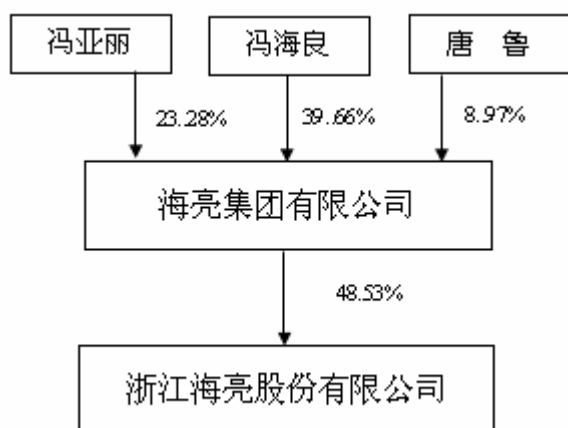 冯亚丽 冯海良 唐 鲁
23.28% 39.66% 8.97%
海亮集团有限公司
48.53%
浙江海亮股份有限公司